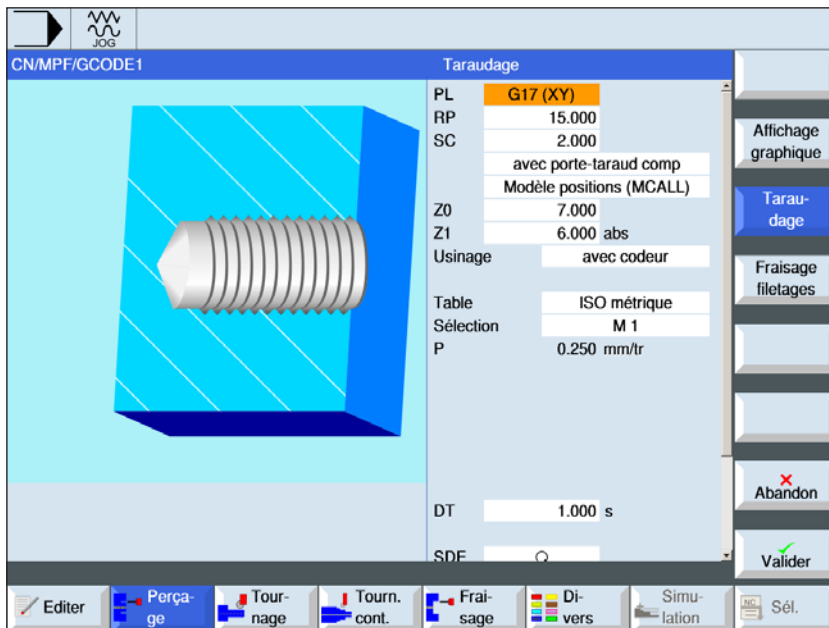 JOG
CN/MPF/GCODE1
Taraudage
PL G17 (XY)
RP 15.000
SC 2.000
avec porte-taraud comp
Modèle positions (MCALL)
Z0 7.000
Z1 6.000 abs
Usinage avec codeur
Table ISO métrique
Sélection M 1
P 0.250 mm/tr
DT 1.000 s
Affichage
graphique
Tarau-
dage
Fraisage
filetages
Abandon
Valider
Editer
Perça-
ge
Tour-
nage
Tourn.
cont.
Frai-
sage
Di-
vers
Simu-
lation
NC
Sél.